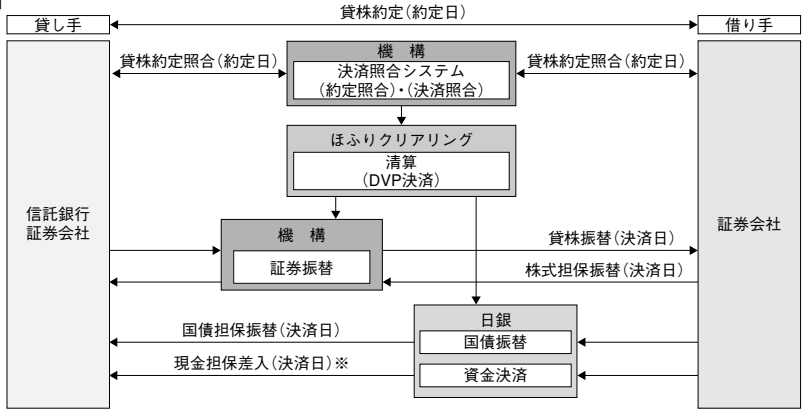 貸株約定（約定日）
貸し手
借り手
機　構
貸株約定照合（約定日）
貸株約定照合（約定日）
決済照合システム
（約定照合）・（決済照合）
ほふりクリアリング
清算
（DVP決済）
信託銀行
証券会社
証券会社
機　構
貸株振替（決済日）
証券振替
株式担保振替（決済日）
日銀
国債担保振替（決済日）
国債振替
現金担保差入（決済日）※
資金決済